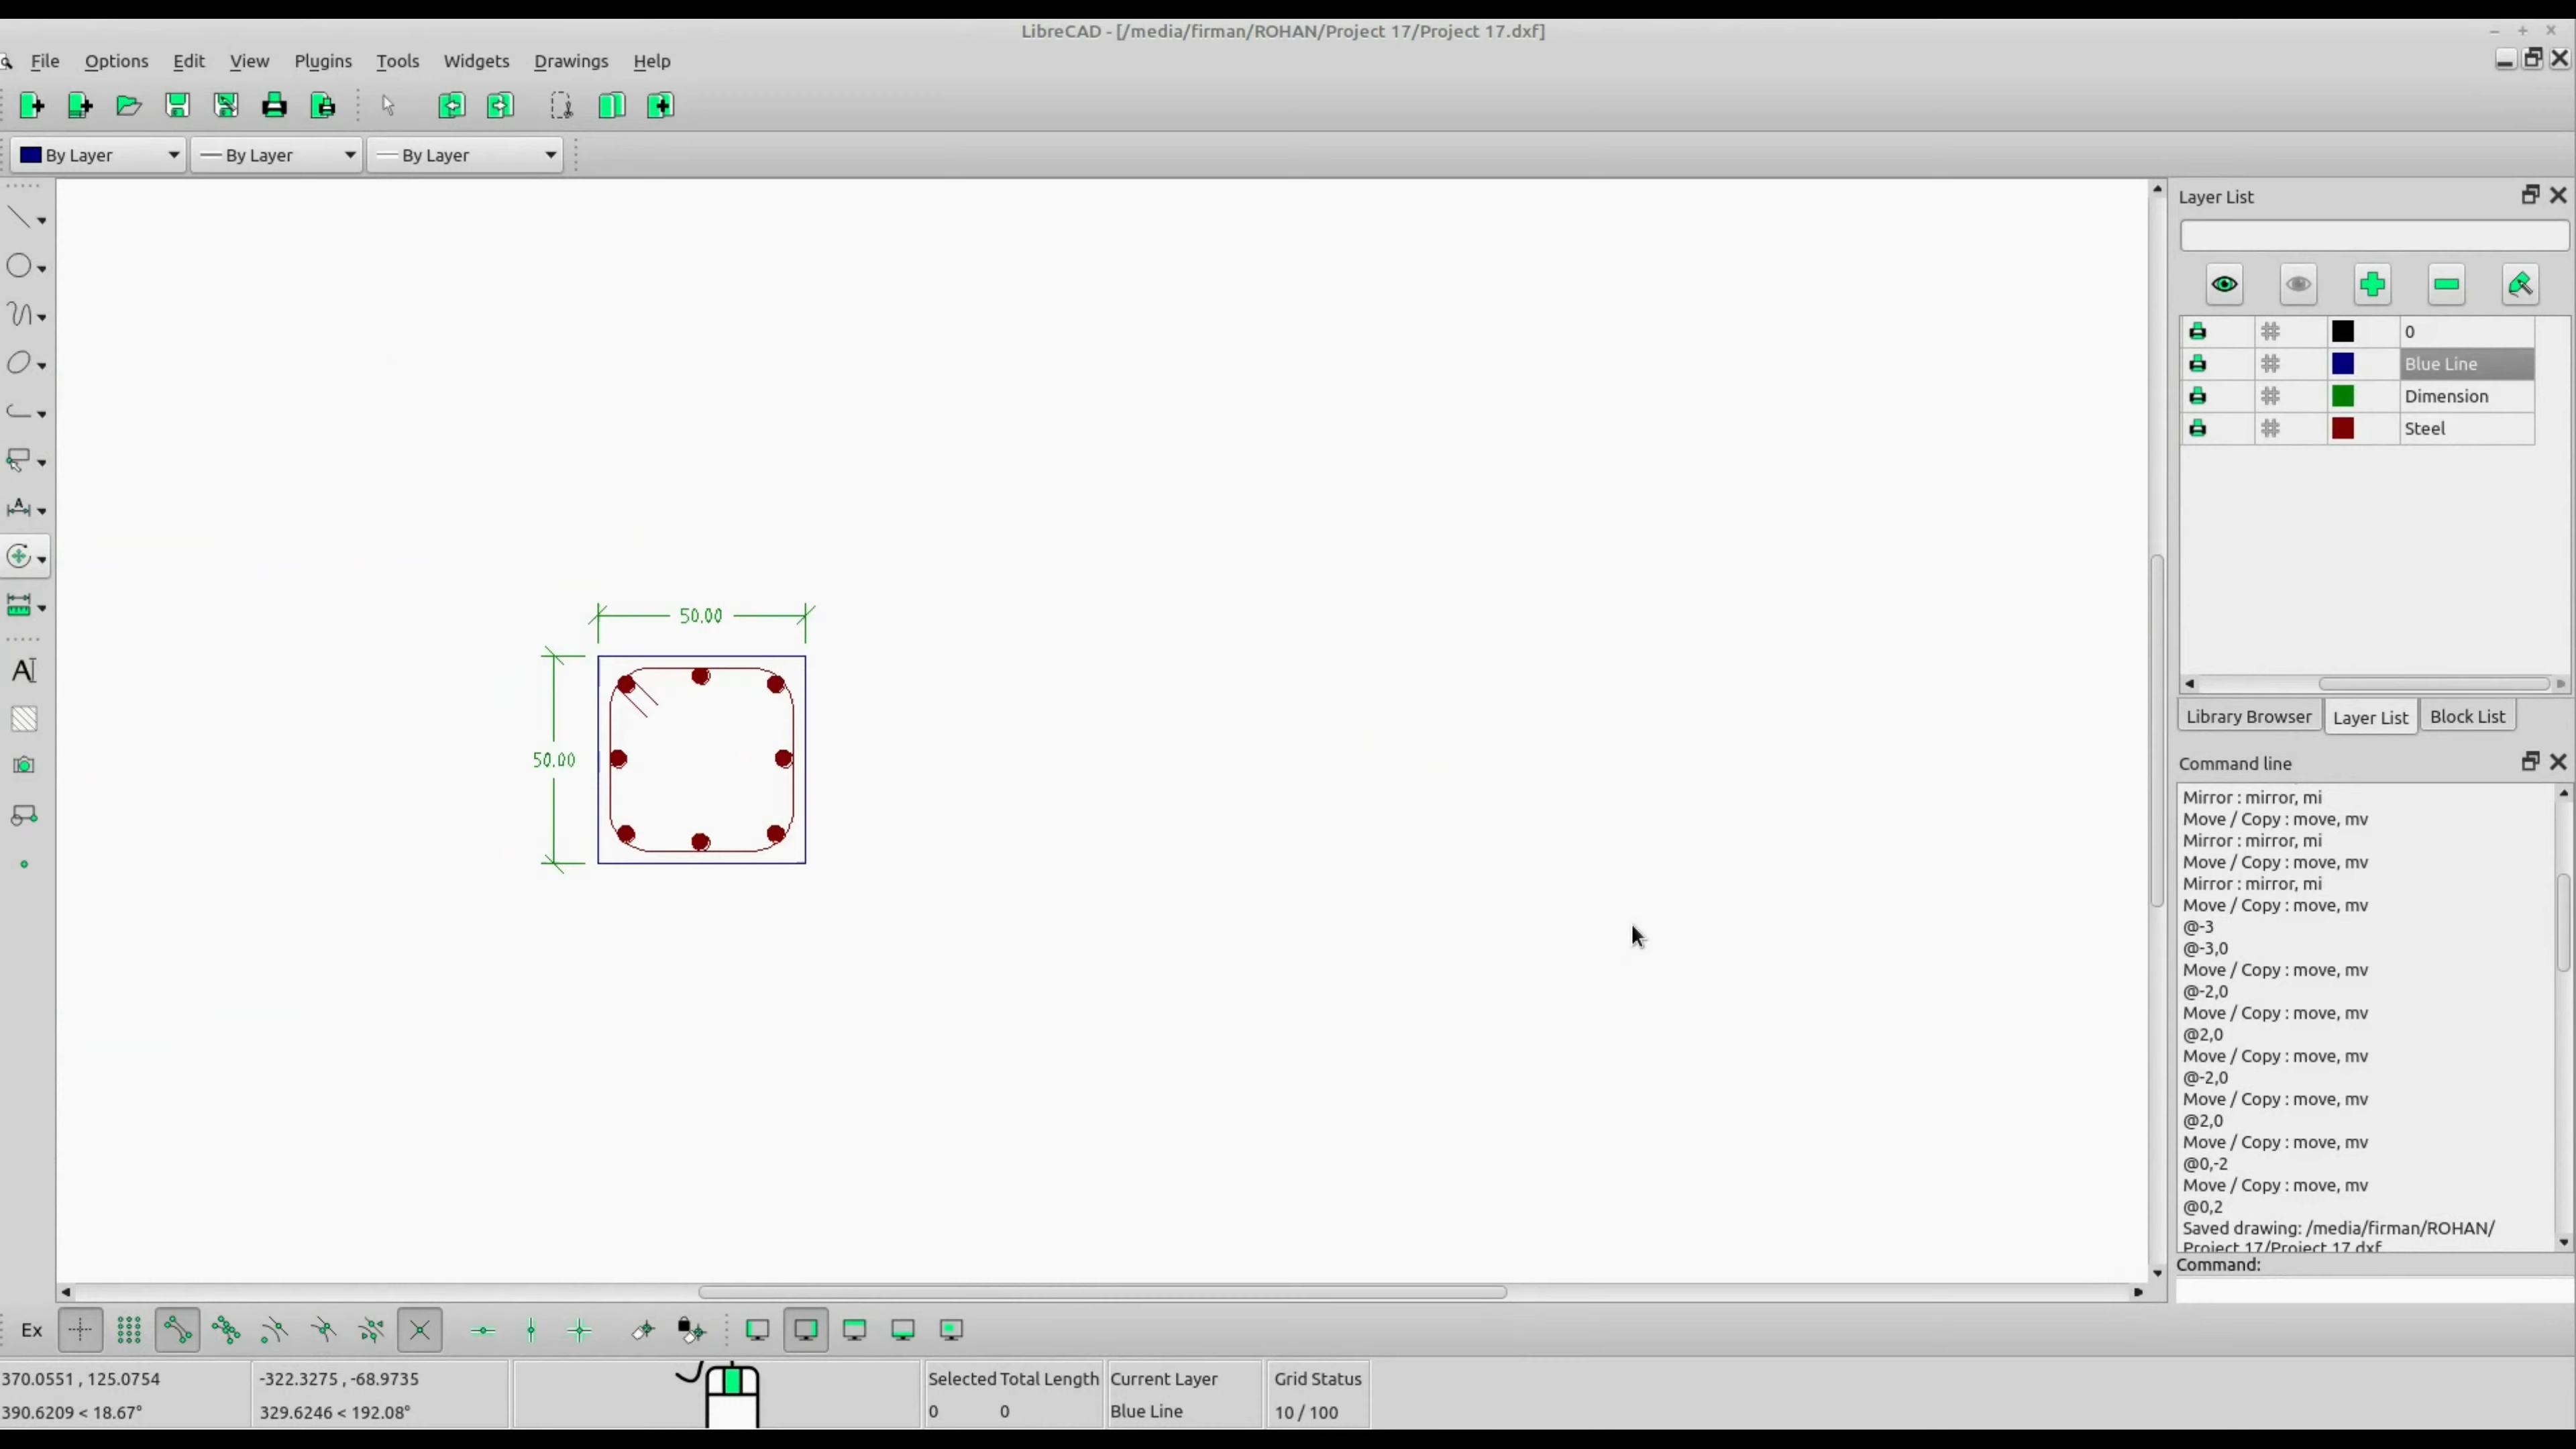 LibreCAD - [/media/firman/ROHAN/Project 17/Project 17.dxf]
File Edit View Plugins Tools Widgets Drawings Help
By Layer By Layer By Layer
Layer List
0
Blue Line
Dimension
Steel
50.00
50.00
A
Library Browser Layer List Block List
Command line
Mirror : mirror, mi
Move / Copy : move, mv
Mirror : mirror, mi
Move / Copy : move, mv
Mirror : mirror, mi
Move / Copy : move, mv
@-3
@-3,0
Move / Copy : move, mv
@-2,0
Move / Copy : move, mv
@2,0
Move / Copy : move, mv
@-2,0
Move / Copy : move, mv
@2,0
Move / Copy : move, mv
@0,-2
Move / Copy : move, mv
@0,2
Saved drawing: /media/firman/ROHAN/
Project 17/Project 17.dxf
Command:
Ex
370.0551 , 125.0754 -322.3275 , -68.9735 Selected Total Length Current Layer Grid Status
390.6209 < 18.67° 329.6246 < 192.08° 0 0 Blue Line 10 / 100